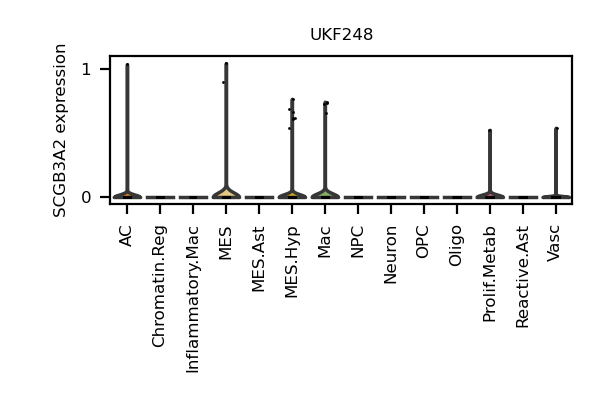 UKF248
SCGB3A2 expression
1
0
AC
Chromatin.Reg
Inflammatory.Mac
MES
MES.Ast
MES.Hyp
Mac
NPC
Neuron
OPC
Oligo
Prolif.Metab
Reactive.Ast
Vasc